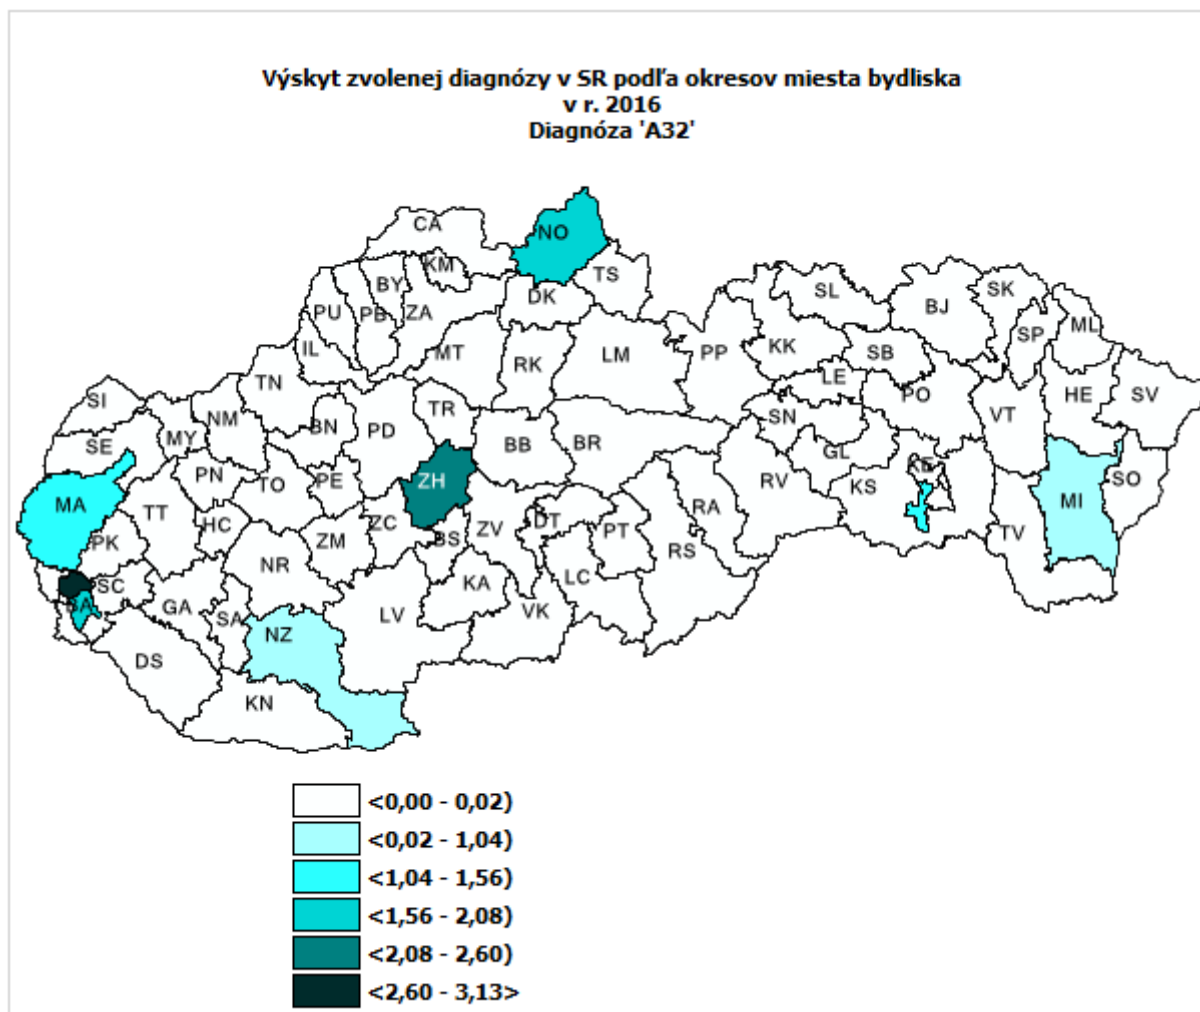 Výskyt zvolenej diagnózy v SR podľa okresov miesta bydliska
v r. 2016
Diagnóza 'A32'
CA
NO
KM
TS
BY
DK
SL
SK
BJ
PU
PB
ZA
ML
SP
IL
MT
RK
LM
PP
KK
SB
TN
LE
PO
HE
SV
SI
TR
NM
BN
PD
SN
VT
SE
MY
BB
BR
GL
KE
PN
TO
PE
ZH
RV
KS
SO
MA
TT
HC
ZC
RA
MI
PK
ZM
BS
ZV
DT
PT
TV
NR
RS
SC
KA
LC
BA
GA
SA
LV
VK
NZ
DS
KN
<0,00 - 0,02)
<0,02 - 1,04)
<1,04 - 1,56)
<1,56 - 2,08)
<2,08 - 2,60)
<2,60 - 3,13>